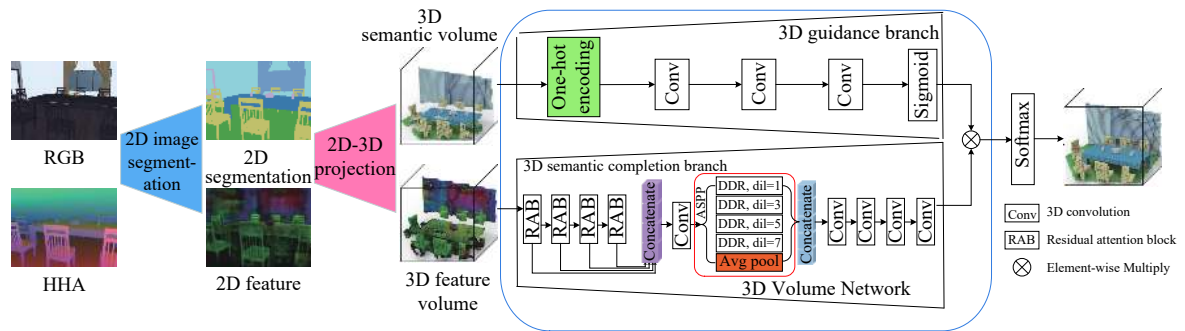 RGB
HHA
2D image
segment-
ation
2D
segmentation
2D feature
2D-3D
projection
3D
semantic volume
3D feature
volume
3D guidance branch
One-hot
encoding
Conv
Conv
Conv
Sigmoid
3D semantic completion branch
RAB
RAB
RAB
RAB
Concatenate
Conv
ASPP
DDR, dil=1
DDR, dil=3
DDR, dil=5
DDR, dil=7
Avg pool
Concatenate
Conv
Conv
Conv
Conv
3D Volume Network
Softmax
Conv 3D convolution
RAB Residual attention block
Element-wise Multiply